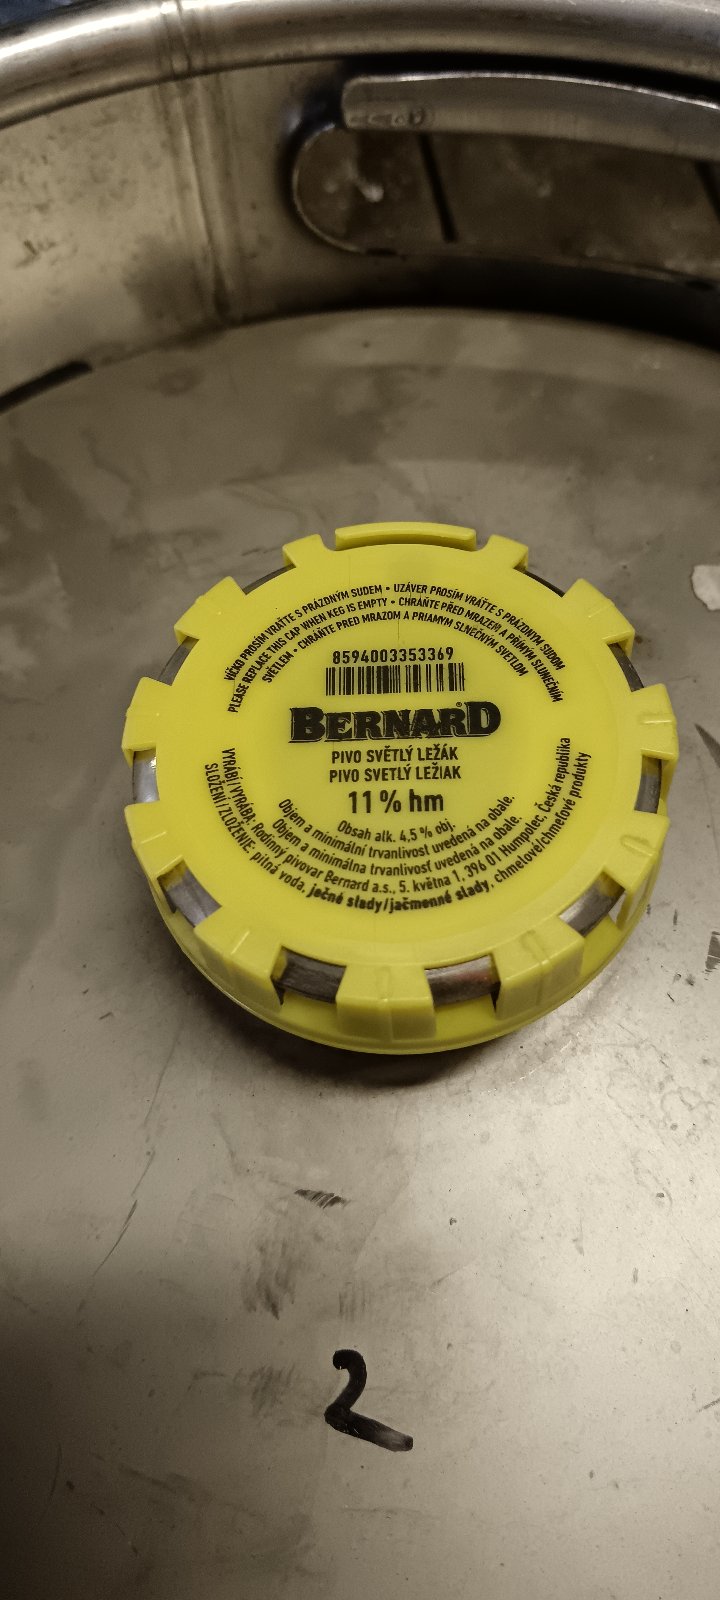 VÍČKO PROSÍM VRAŤTE S PRÁZDNÝM SUDEM • UZÁVER PROSÍM VRÁŤTE S PRÁZDNYM SUDOM
PLEASE REPLACE THIS CAP WHEN KEG IS EMPTY • CHRAŇTE PŘED MRAZEM A PŘÍMÝM SLUNEČNÍM
SVĚTLEM • CHRÁŇTE PRED MRAZOM A PRIAMYM SLNEČNÝM SVETLOM
8594003353369
BERNARD
PIVO SVĚTLÝ LEŽÁK
PIVO SVETLÝ LEŽIAK
11 % hm
Obsah alk. 4,5 % obj.
Objem a minimální trvanlivost uvedená na obale.
Objem a minimálna trvanlivosť uvedená na obale.
VYRÁBÍ/VYRÁBA: Rodinný pivovar Bernard a.s., 5. května 1, 396 01 Humpolec, Česká republika
SLOŽENÍ/ZLOŽENIE: pitná voda, ječné slady/jačmenné slady, chmelové/chmeľové produkty
2